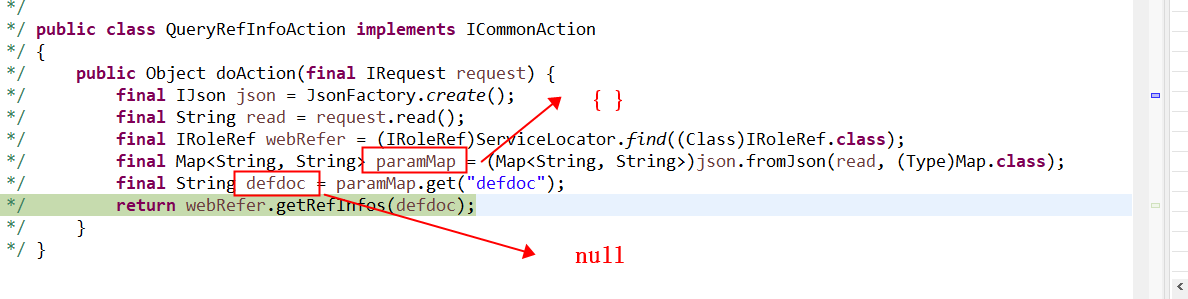 */
*/ public class QueryRefInfoAction implements ICommonAction
*/ {
*/ public Object doAction(final IRequest request) {
*/ final IJson json = JsonFactory.create();
{ }
*/ final String read = request.read();
*/ final IRoleRef webRefer = (IRoleRef)ServiceLocator.find((Class)IRoleRef.class);
*/ final Map<String, String> paramMap = (Map<String, String>)json.fromJson(read, (Type)Map.class);
*/ final String defdoc = paramMap.get("defdoc");
*/ return webRefer.getRefInfos(defdoc);
*/ }
*/ }
null